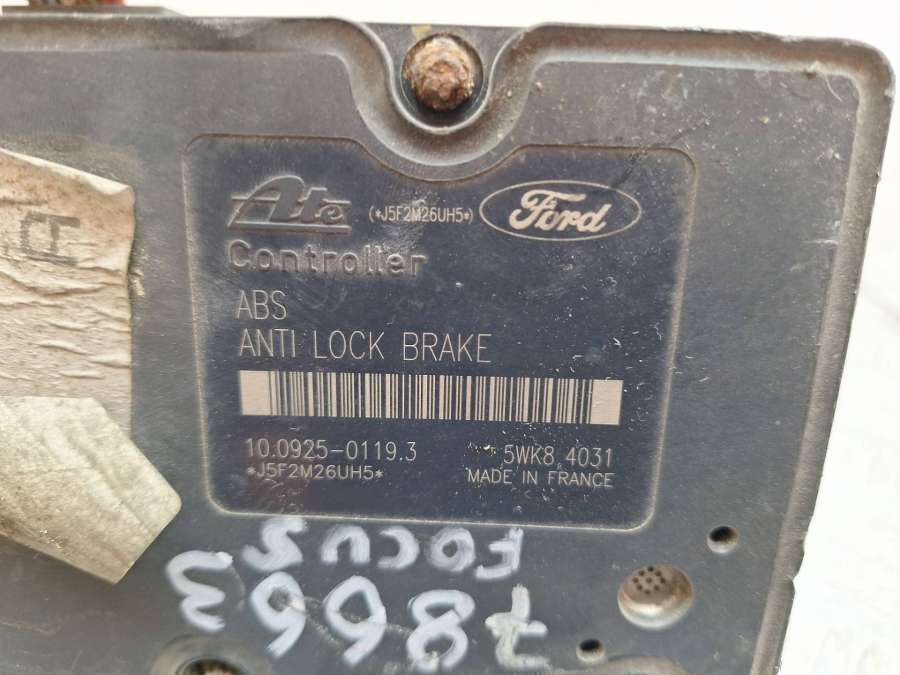 Ate (*J5F2M26UH5*) Ford
Controller
ABS
ANTI LOCK BRAKE
10.0925-0119.3 5WK8 4031
*J5F2M26UH5* MADE IN FRANCE
FOCUS
78663